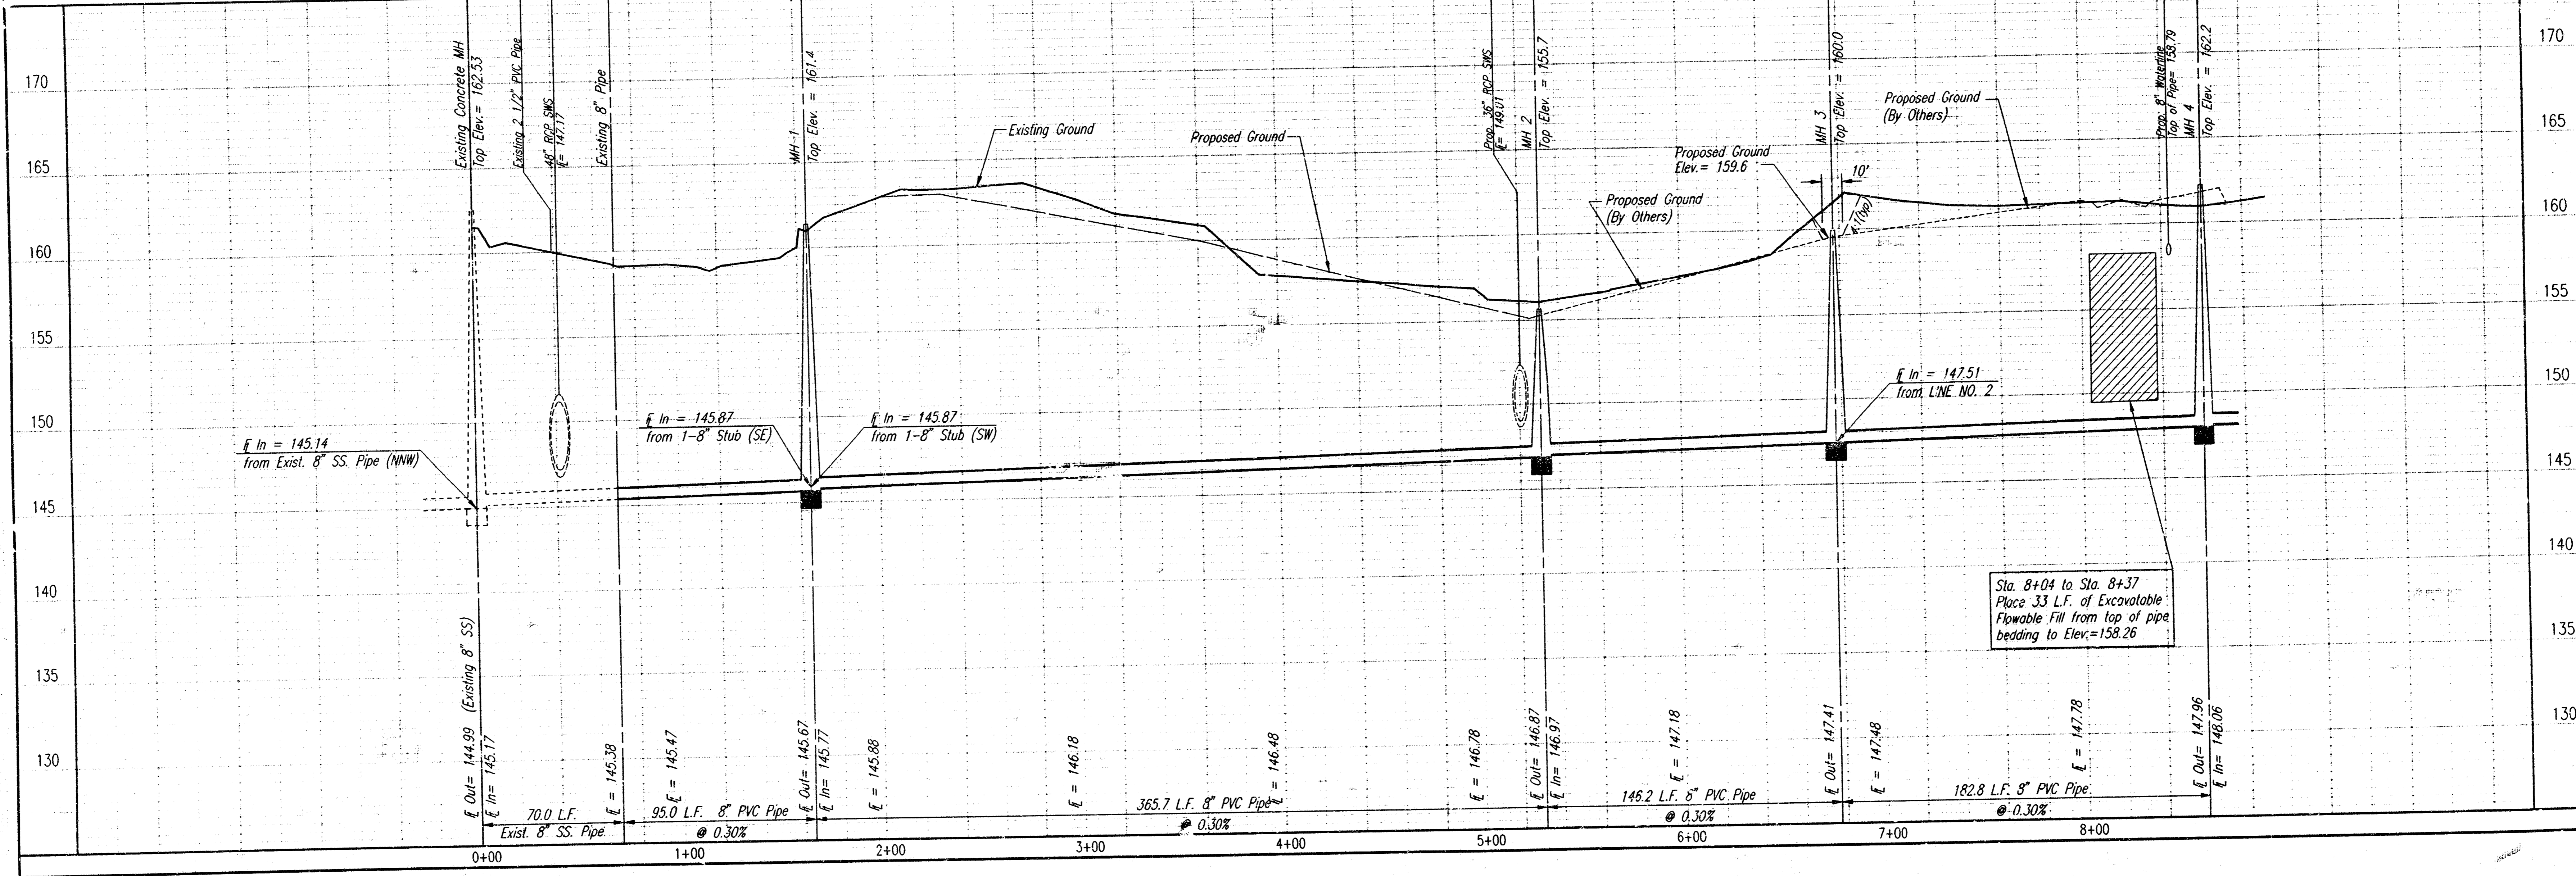 170
165
160
155
150
145
140
135
130
170
165
160
155
150
145
140
135
130
Existing Concrete MH
Top Elev.= 162.53
Existing 2 1/2" PVC Pipe
48" RCP SWS
℄= 147.17
Existing 8" Pipe
MH 1
Top Elev. = 161.4
Existing Ground
Proposed Ground
Prop. 36" RCP SWS
℄= 149.01
MH 2
Top Elev. = 155.7
Proposed Ground
(By Others)
Proposed Ground
Elev.= 159.6
MH 3
Top Elev. = 160.0
10'
4:1(typ)
Proposed Ground
(By Others)
Prop. 8" Waterline
Top of Pipe= 158.79
MH 4
Top Elev. = 162.2
℄ In = 145.14
from Exist. 8" SS. Pipe (NNW)
℄ In = 145.87
from 1-8" Stub (SE)
℄ In = 145.87
from 1-8" Stub (SW)
℄ In = 147.51
from LINE NO. 2
Sta. 8+04 to Sta. 8+37
Place 33 L.F. of Excavatable
Flowable Fill from top of pipe
bedding to Elev.=158.26
℄ Out= 144.99 (Existing 8" SS)
℄ In= 145.17
℄ = 145.38
℄ = 145.47
℄ Out= 145.67
℄ In= 145.77
℄ = 145.88
℄ = 146.18
℄ = 146.48
℄ = 146.78
℄ Out= 146.87
℄ In= 146.97
℄ = 147.18
℄ Out= 147.41
℄ = 147.48
℄ = 147.78
℄ Out= 147.96
℄ In= 148.06
70.0 L.F.
Exist. 8" SS. Pipe
95.0 L.F. 8" PVC Pipe
@ 0.30%
365.7 L.F. 8" PVC Pipe
@ 0.30%
146.2 L.F. 8" PVC Pipe
@ 0.30%
182.8 L.F. 8" PVC Pipe
@ 0.30%
0+00
1+00
2+00
3+00
4+00
5+00
6+00
7+00
8+00